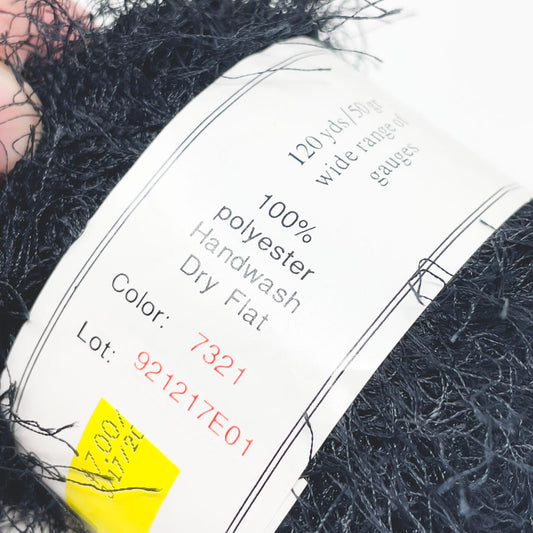 120 yds/50 gr
wide range of
gauges
100%
polyester
Handwash
Dry Flat
Color: 7321
Lot: 921217E01